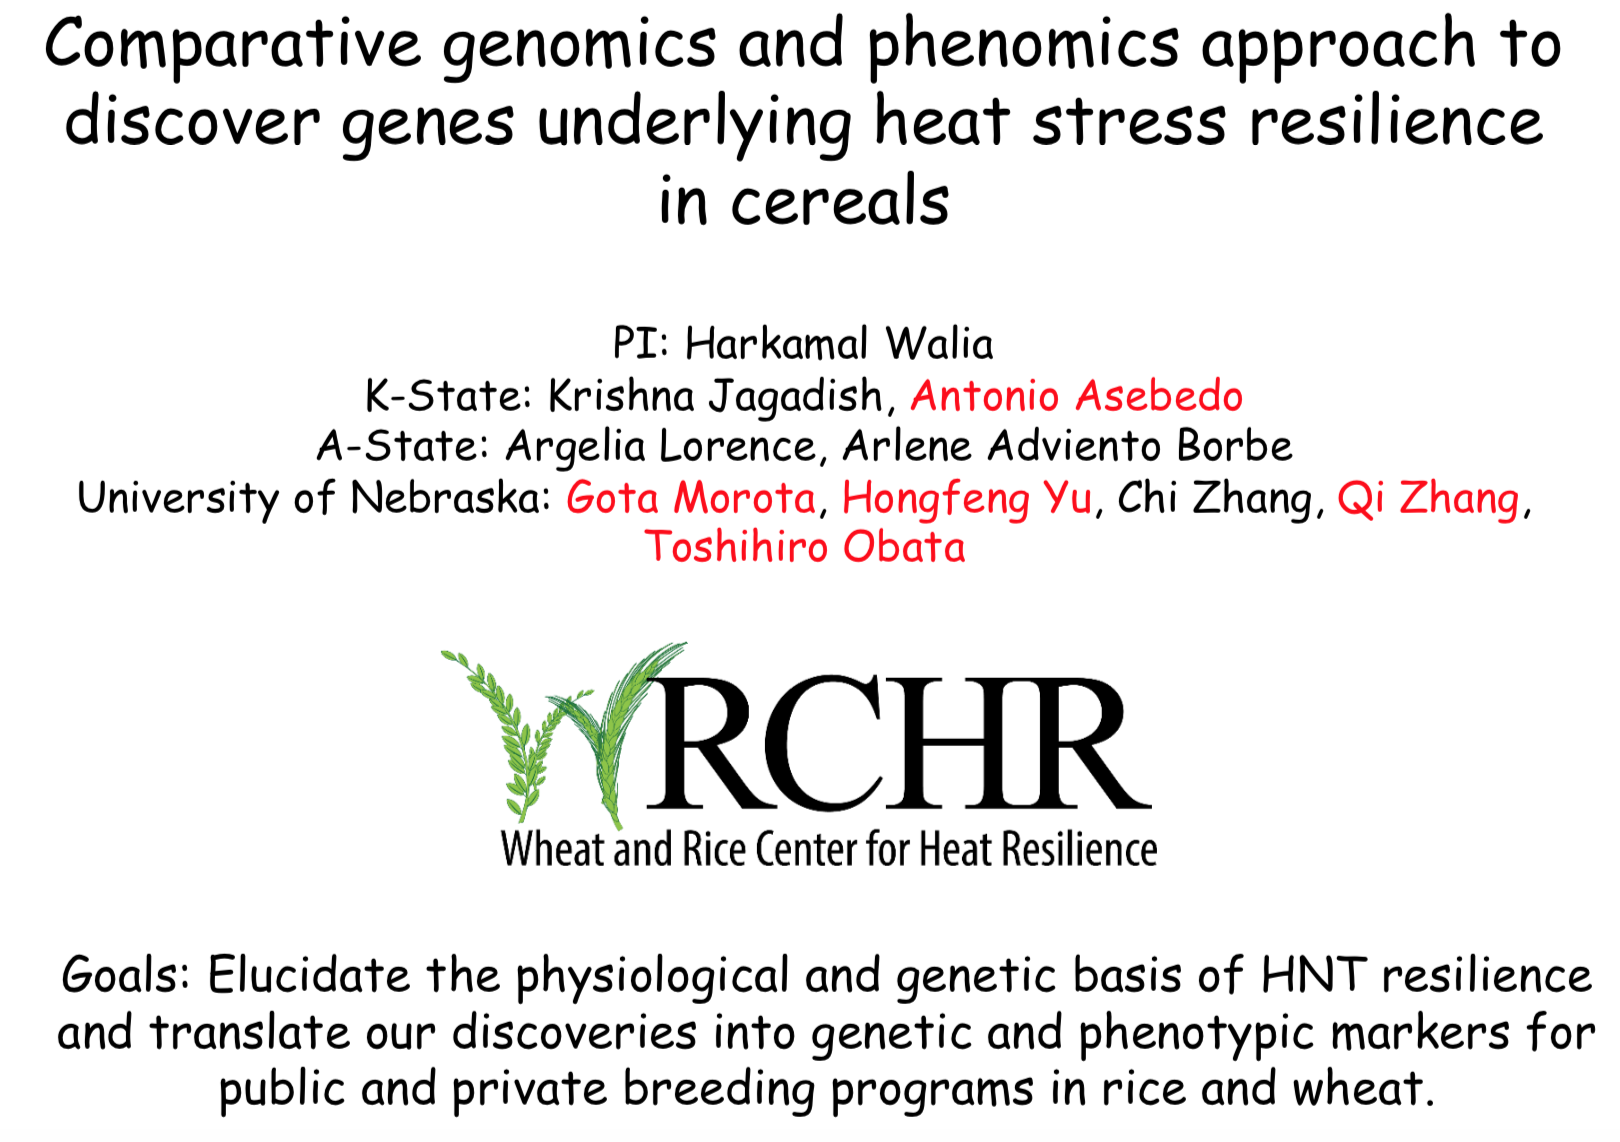 Comparative genomics and phenomics approach to
discover genes underlying heat stress resilience
in cereals
PI: Harkamal Walia
K-State: Krishna Jagadish, Antonio Asebedo
A-State: Argelia Lorence, Arlene Adviento Borbe
University of Nebraska: Gota Morota, Hongfeng Yu, Chi Zhang, Qi Zhang,
Toshihiro Obata
WRCHR
Wheat and Rice Center for Heat Resilience
Goals: Elucidate the physiological and genetic basis of HNT resilience
and translate our discoveries into genetic and phenotypic markers for
public and private breeding programs in rice and wheat.